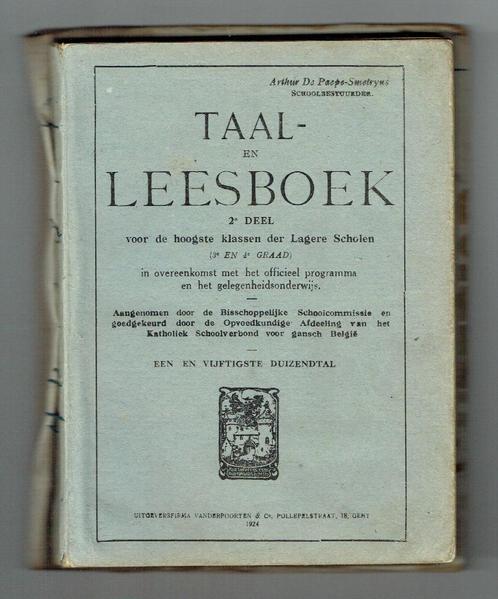 Arthur De Paepe-Smetryns
SCHOOLBESTUURDER.
TAAL-
EN
LEESBOEK
2e DEEL
voor de hoogste klassen der Lagere Scholen
(3e EN 4e GRAAD)
in overeenkomst met het officieel programma
en het gelegenheidsonderwijs.
Aangenomen door de Bisschoppelijke Schoolcommissie en
goedgekeurd door de Opvoedkundige Afdeeling van het
Katholiek Schoolverbond voor gansch België
EEN EN VIJFTIGSTE DUIZENDTAL
UITGEVERSFIRMA VANDERPOORTEN & Co, POLLEPELSTRAAT, 18, GENT
1924